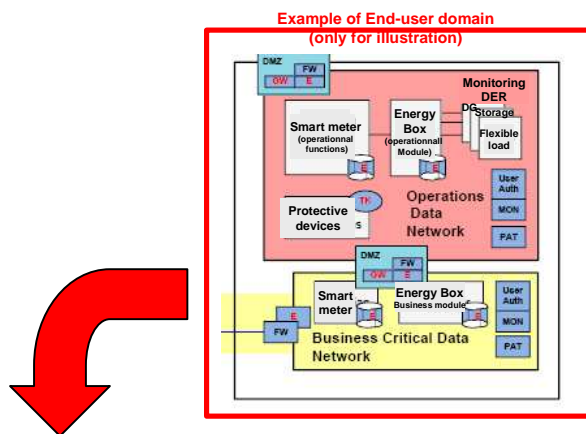 Example of End-user domain
(only for illustration)
DMZ
FW
GW E
Monitoring
DER
DG
Storage
Flexible
load
Smart meter
(operationnal
functions)
E
Energy
Box
(operationnall
Module)
E
User
Auth
MON
PAT
TK
Protective
devices
S
Operations
Data
Network
DMZ
FW
GW E
Smart
meter
E
Energy Box
Business module
E
User
Auth
MON
PAT
E
FW
Business Critical Data
Network